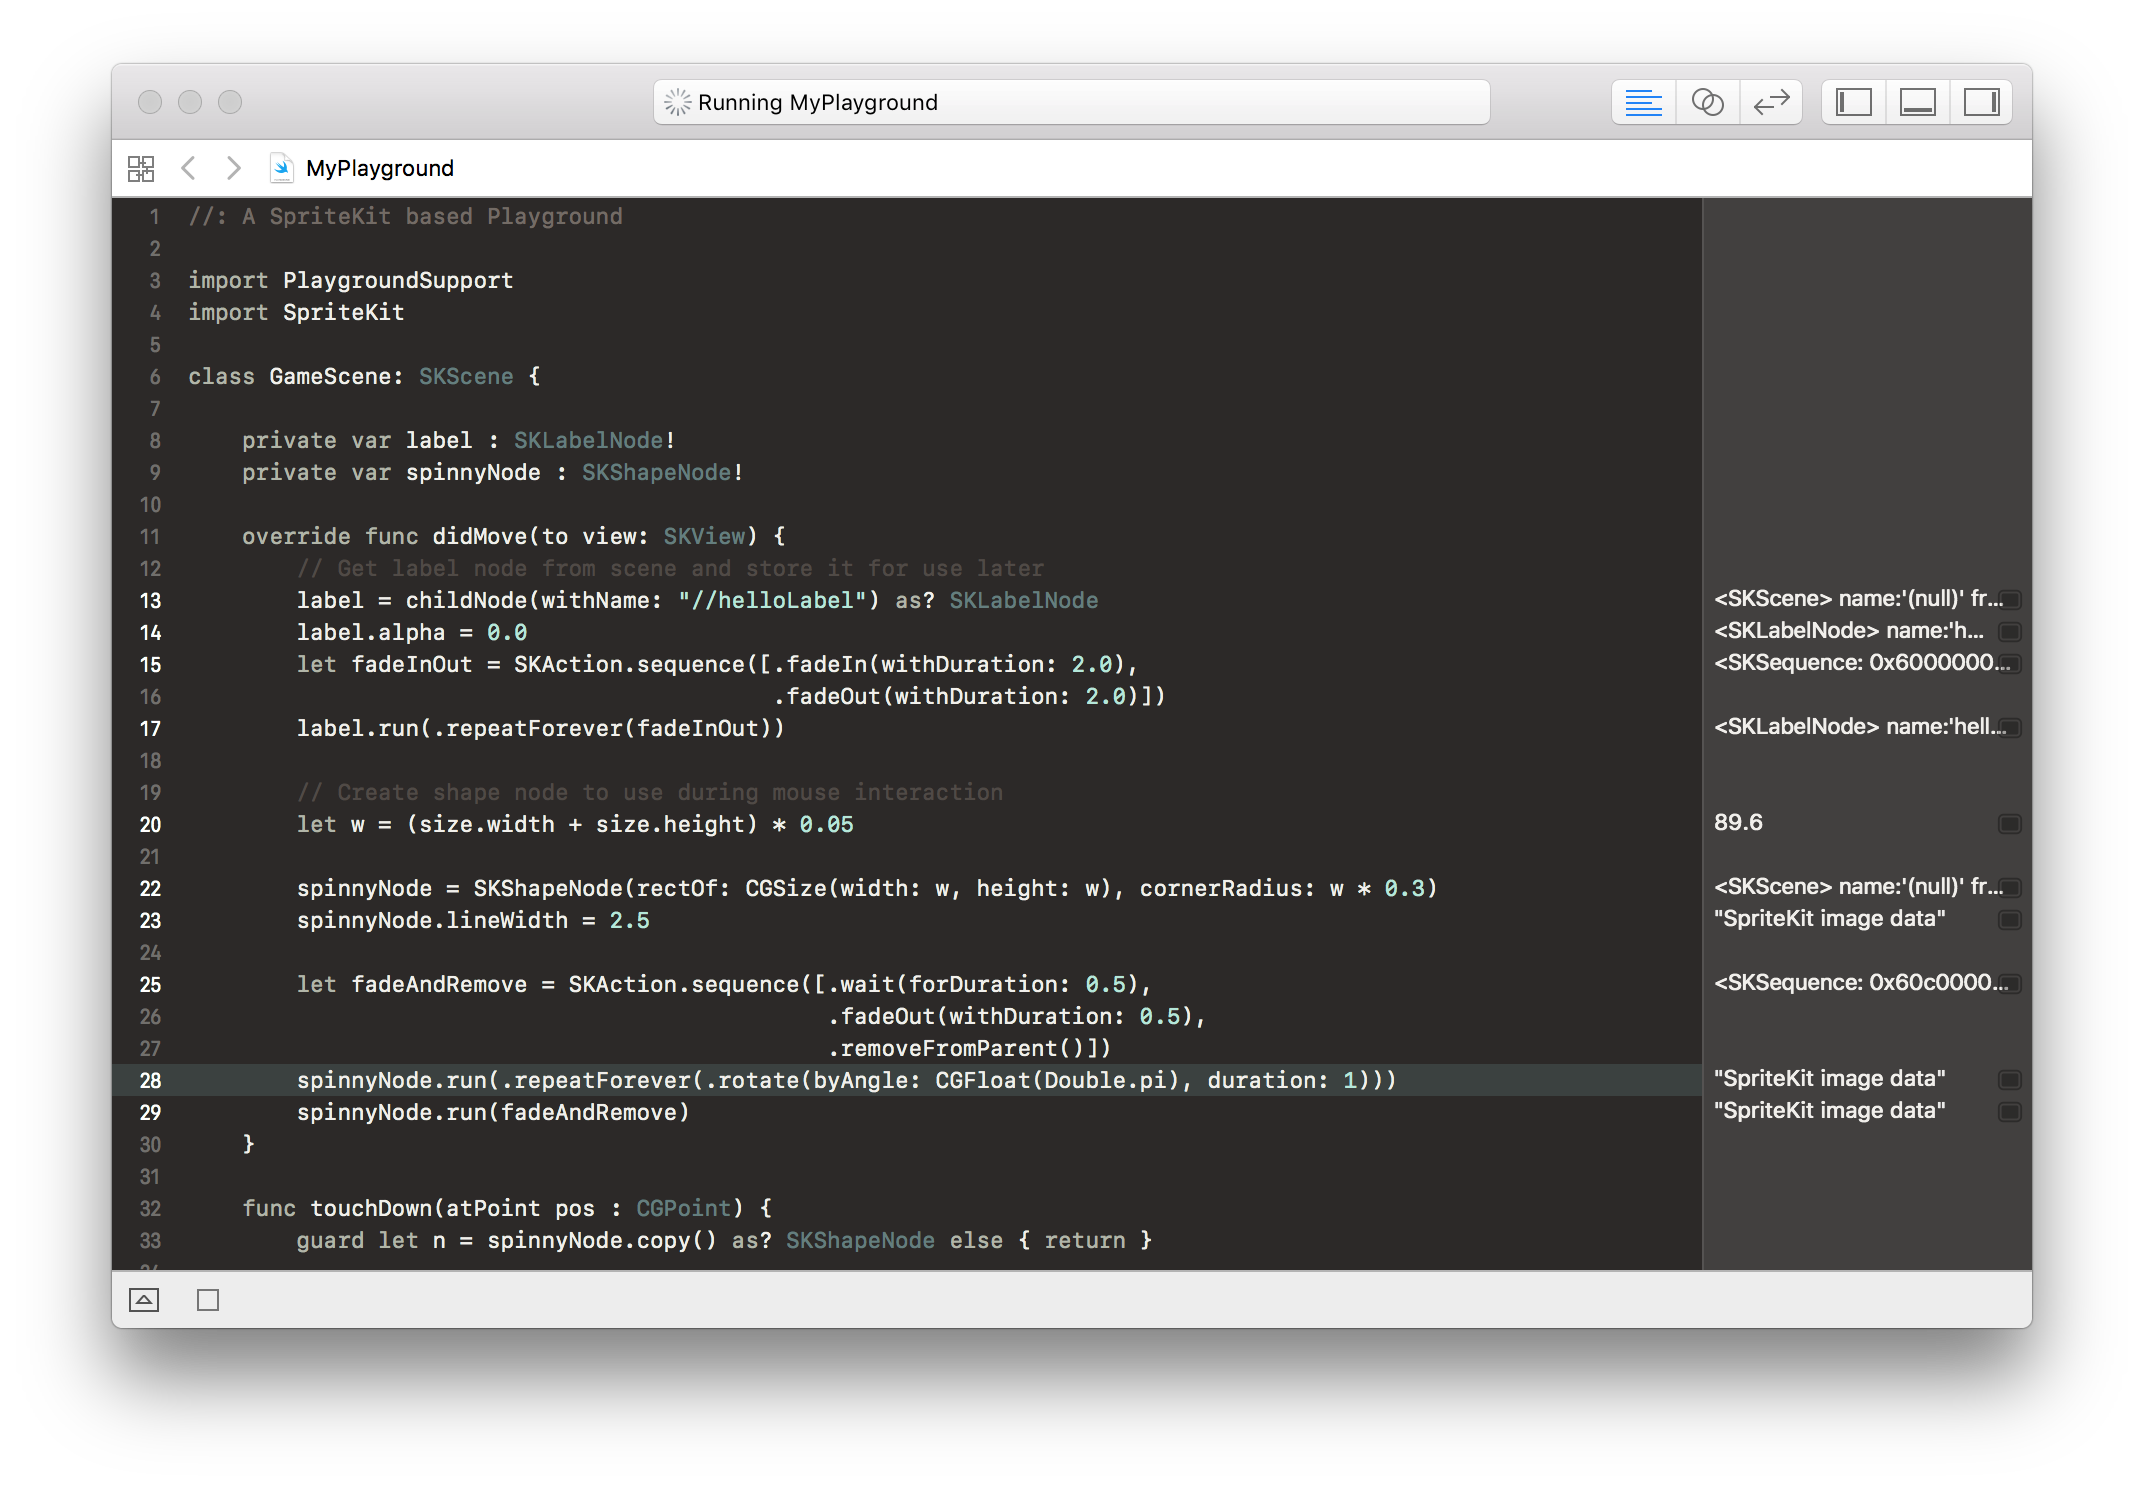 Running MyPlayground
MyPlayground
1 //: A SpriteKit based Playground
2
3 import PlaygroundSupport
4 import SpriteKit
5
6 class GameScene: SKScene {
7
8     private var label : SKLabelNode!
9     private var spinnyNode : SKShapeNode!
10
11     override func didMove(to view: SKView) {
12         // Get label node from scene and store it for use later
13         label = childNode(withName: "//helloLabel") as? SKLabelNode <SKScene> name:'(null)' fr...
14         label.alpha = 0.0 <SKLabelNode> name:'h...
15         let fadeInOut = SKAction.sequence([.fadeIn(withDuration: 2.0), <SKSequence: 0x6000000...
16                                            .fadeOut(withDuration: 2.0)])
17         label.run(.repeatForever(fadeInOut)) <SKLabelNode> name:'hell...
18
19         // Create shape node to use during mouse interaction
20         let w = (size.width + size.height) * 0.05 89.6
21
22         spinnyNode = SKShapeNode(rectOf: CGSize(width: w, height: w), cornerRadius: w * 0.3) <SKScene> name:'(null)' fr...
23         spinnyNode.lineWidth = 2.5 "SpriteKit image data"
24
25         let fadeAndRemove = SKAction.sequence([.wait(forDuration: 0.5), <SKSequence: 0x60c0000...
26                                                .fadeOut(withDuration: 0.5),
27                                                .removeFromParent()])
28         spinnyNode.run(.repeatForever(.rotate(byAngle: CGFloat(Double.pi), duration: 1))) "SpriteKit image data"
29         spinnyNode.run(fadeAndRemove) "SpriteKit image data"
30     }
31
32     func touchDown(atPoint pos : CGPoint) {
33         guard let n = spinnyNode.copy() as? SKShapeNode else { return }